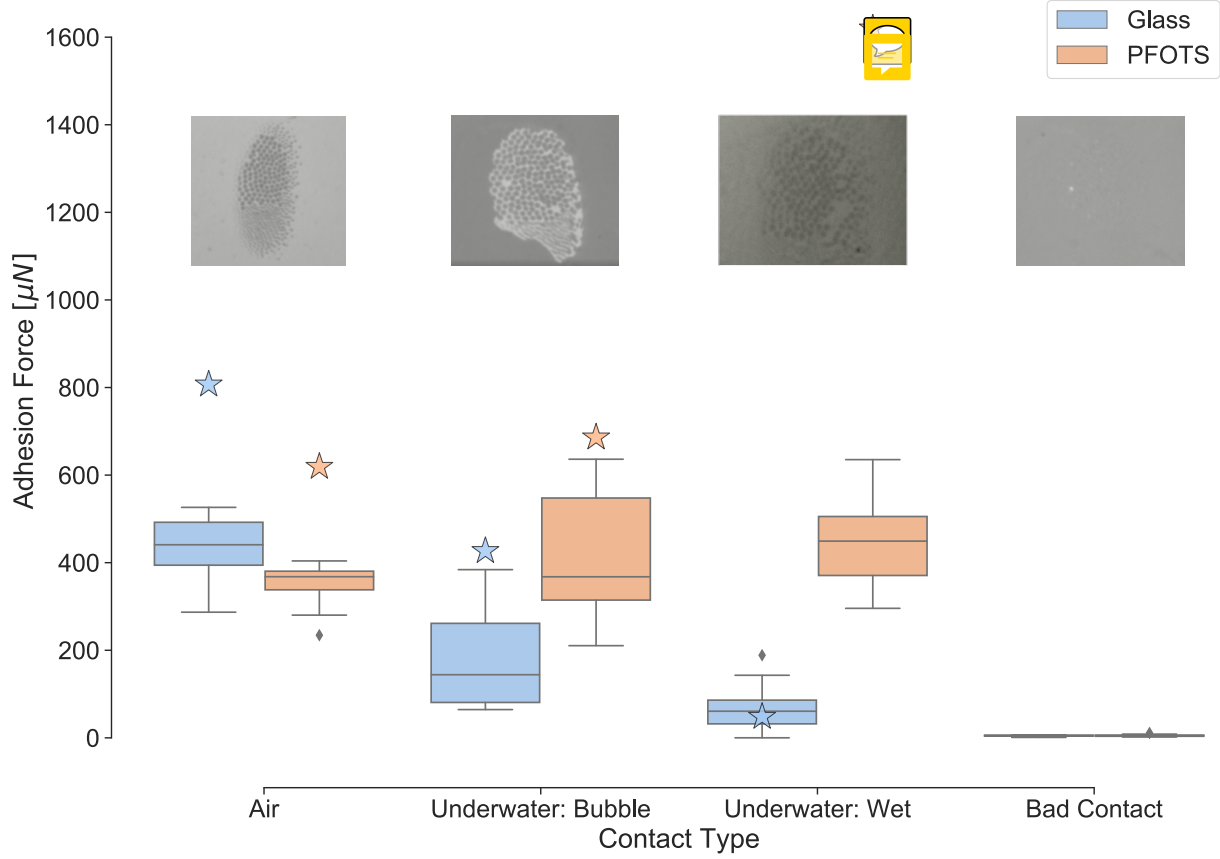 Glass
PFOTS
1600
1400
1200
1000
800
600
400
200
0
Adhesion Force [μN]
Air
Underwater: Bubble
Underwater: Wet
Bad Contact
Contact Type